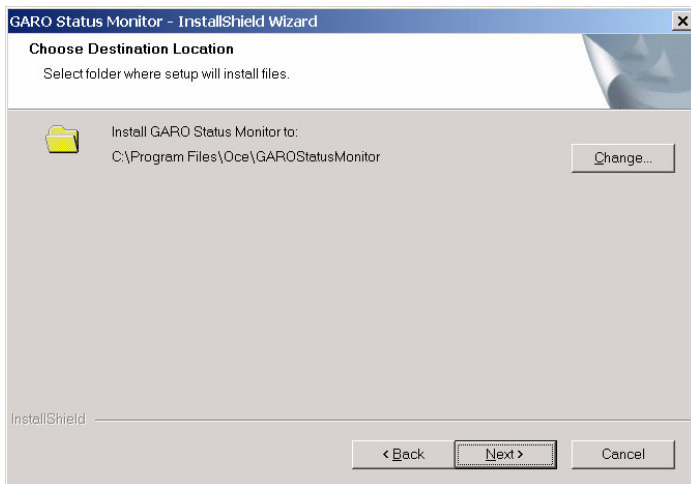 GARO Status Monitor - InstallShield Wizard
Choose Destination Location
Select folder where setup will install files.
Install GARO Status Monitor to:
C:\Program Files\Oce\GAROStatusMonitor
Change...
InstallShield
< Back
Next >
Cancel